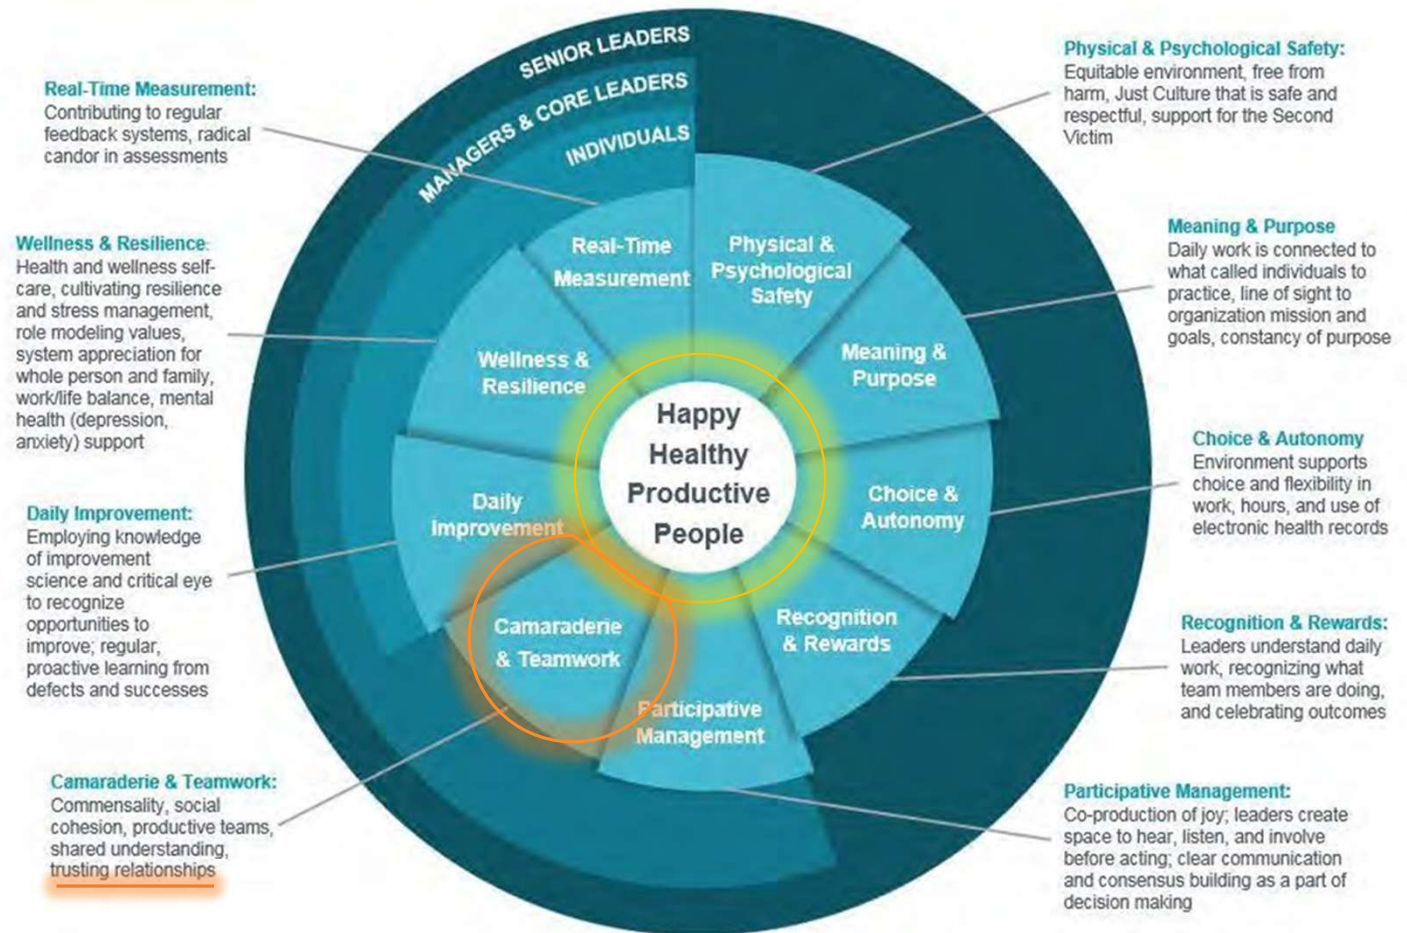 SENIOR LEADERS
MANAGERS & CORE LEADERS
INDIVIDUALS
Real-Time Measurement:
Contributing to regular
feedback systems, radical
candor in assessments
Wellness & Resilience:
Health and wellness self-
care, cultivating resilience
and stress management,
role modeling values,
system appreciation for
whole person and family,
work/life balance, mental
health (depression,
anxiety) support
Daily Improvement:
Employing knowledge
of improvement
science and critical eye
to recognize
opportunities to
improve; regular,
proactive learning from
defects and successes
Camaraderie & Teamwork:
Commensality, social
cohesion, productive teams,
shared understanding,
trusting relationships
Real-Time
Measurement
Physical &
Psychological
Safety
Wellness &
Resilience
Meaning &
Purpose
Happy
Healthy
Productive
People
Daily
Improvement
Choice &
Autonomy
Camaraderie
& Teamwork
Recognition
& Rewards
Participative
Management
Physical & Psychological Safety:
Equitable environment, free from
harm, Just Culture that is safe and
respectful, support for the Second
Victim
Meaning & Purpose
Daily work is connected to
what called individuals to
practice, line of sight to
organization mission and
goals, constancy of purpose
Choice & Autonomy
Environment supports
choice and flexibility in
work, hours, and use of
electronic health records
Recognition & Rewards:
Leaders understand daily
work, recognizing what
team members are doing,
and celebrating outcomes
Participative Management:
Co-production of joy; leaders create
space to hear, listen, and involve
before acting; clear communication
and consensus building as a part of
decision making